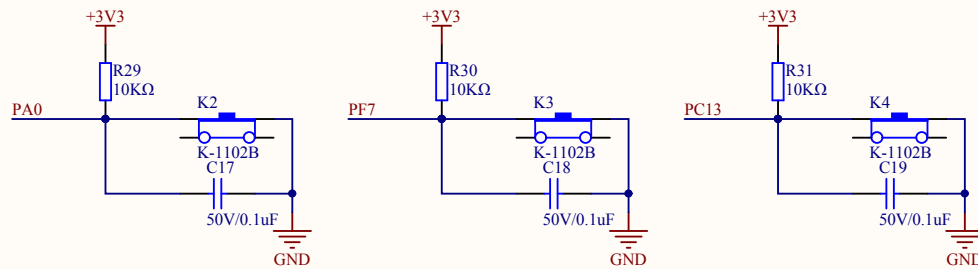 +3V3
R29
10KΩ
PA0
K2
K-1102B
C17
50V/0.1uF
GND
+3V3
R30
10KΩ
PF7
K3
K-1102B
C18
50V/0.1uF
GND
+3V3
R31
10KΩ
PC13
K4
K-1102B
C19
50V/0.1uF
GND